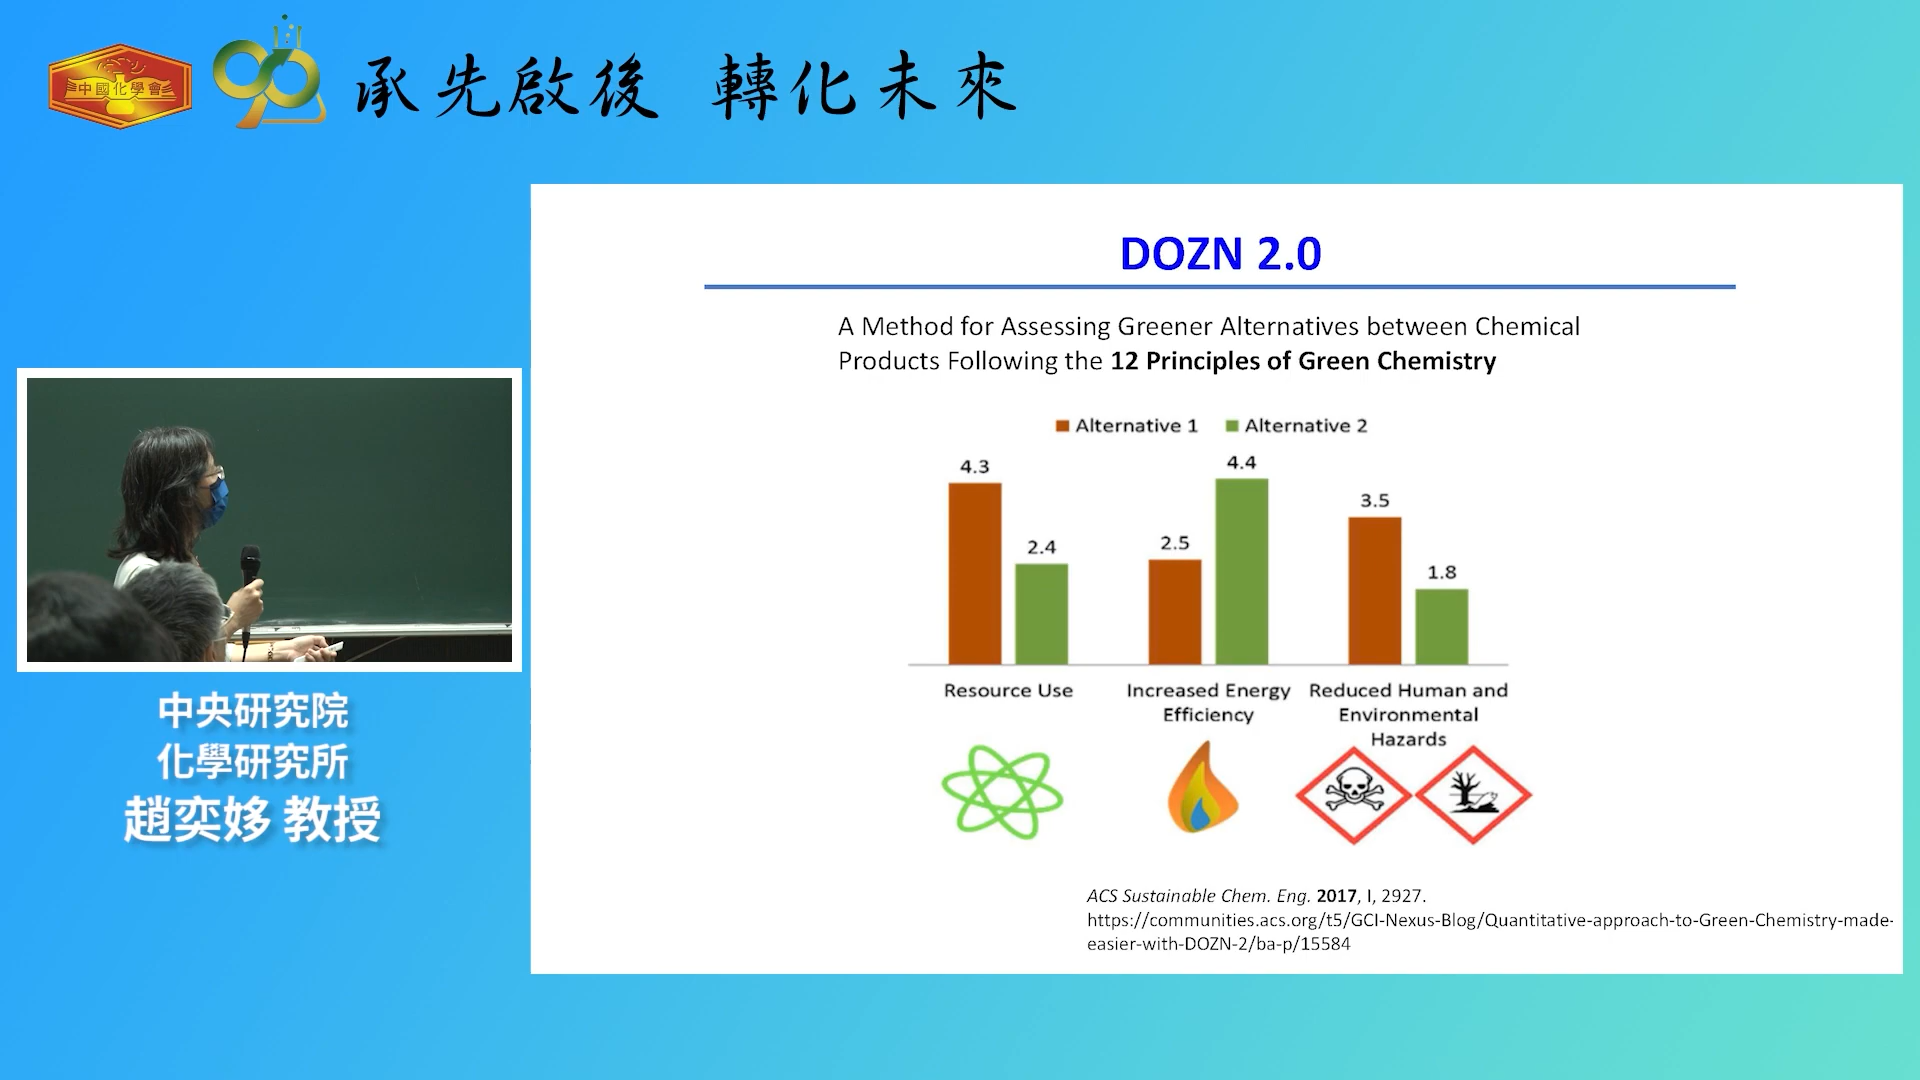 中國化學會
90
承先啟後 轉化未來
DOZN 2.0
A Method for Assessing Greener Alternatives between Chemical
Products Following the 12 Principles of Green Chemistry
Alternative 1 Alternative 2
4.3 2.4 2.5 4.4 3.5 1.8
Resource Use
Increased Energy
Efficiency
Reduced Human and
Environmental
Hazards
ACS Sustainable Chem. Eng. 2017, I, 2927.
https://communities.acs.org/t5/GCI-Nexus-Blog/Quantitative-approach-to-Green-Chemistry-made-
easier-with-DOZN-2/ba-p/15584
中央研究院
化學研究所
趙奕姼 教授